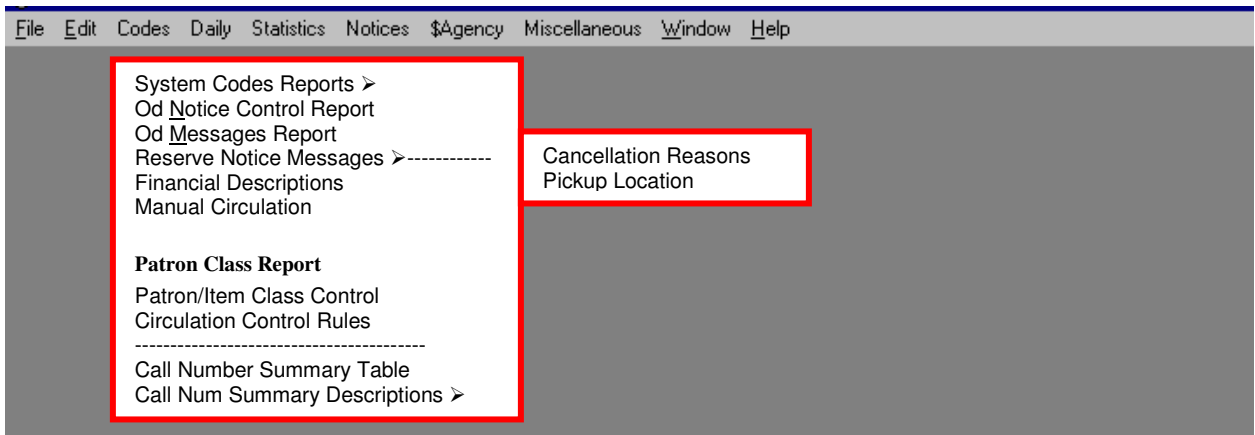 File Edit Codes Daily Statistics Notices $Agency Miscellaneous Window Help
System Codes Reports ➢
Od Notice Control Report
Od Messages Report
Reserve Notice Messages ➢------------
Financial Descriptions
Manual Circulation
Patron Class Report
Patron/Item Class Control
Circulation Control Rules
-----------------------------------------
Call Number Summary Table
Call Num Summary Descriptions ➢
Cancellation Reasons
Pickup Location